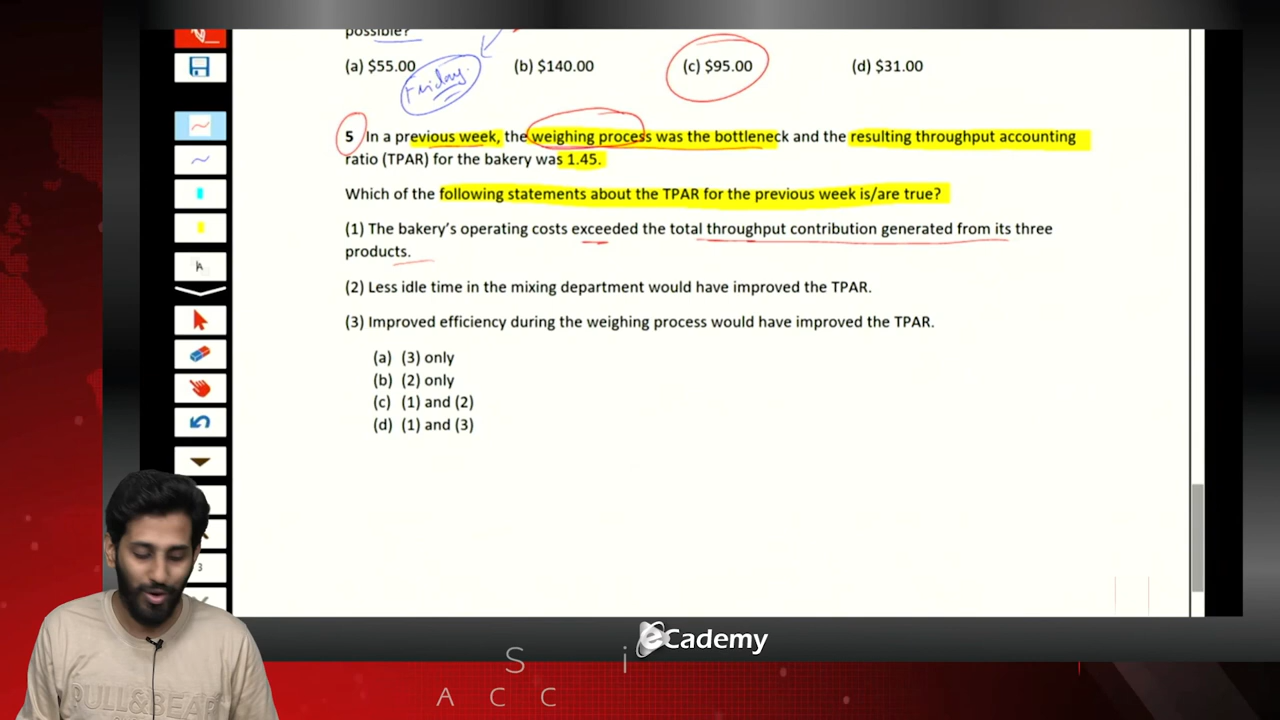 possible?
(a) $55.00 (b) $140.00 (c) $95.00 (d) $31.00
Friday.
5 In a previous week, the weighing process was the bottleneck and the resulting throughput accounting
ratio (TPAR) for the bakery was 1.45.
Which of the following statements about the TPAR for the previous week is/are true?
(1) The bakery's operating costs exceeded the total throughput contribution generated from its three
products.
(2) Less idle time in the mixing department would have improved the TPAR.
(3) Improved efficiency during the weighing process would have improved the TPAR.
(a) (3) only
(b) (2) only
(c) (1) and (2)
(d) (1) and (3)
3
eCademy
S i
A C C
PULL&BEAR